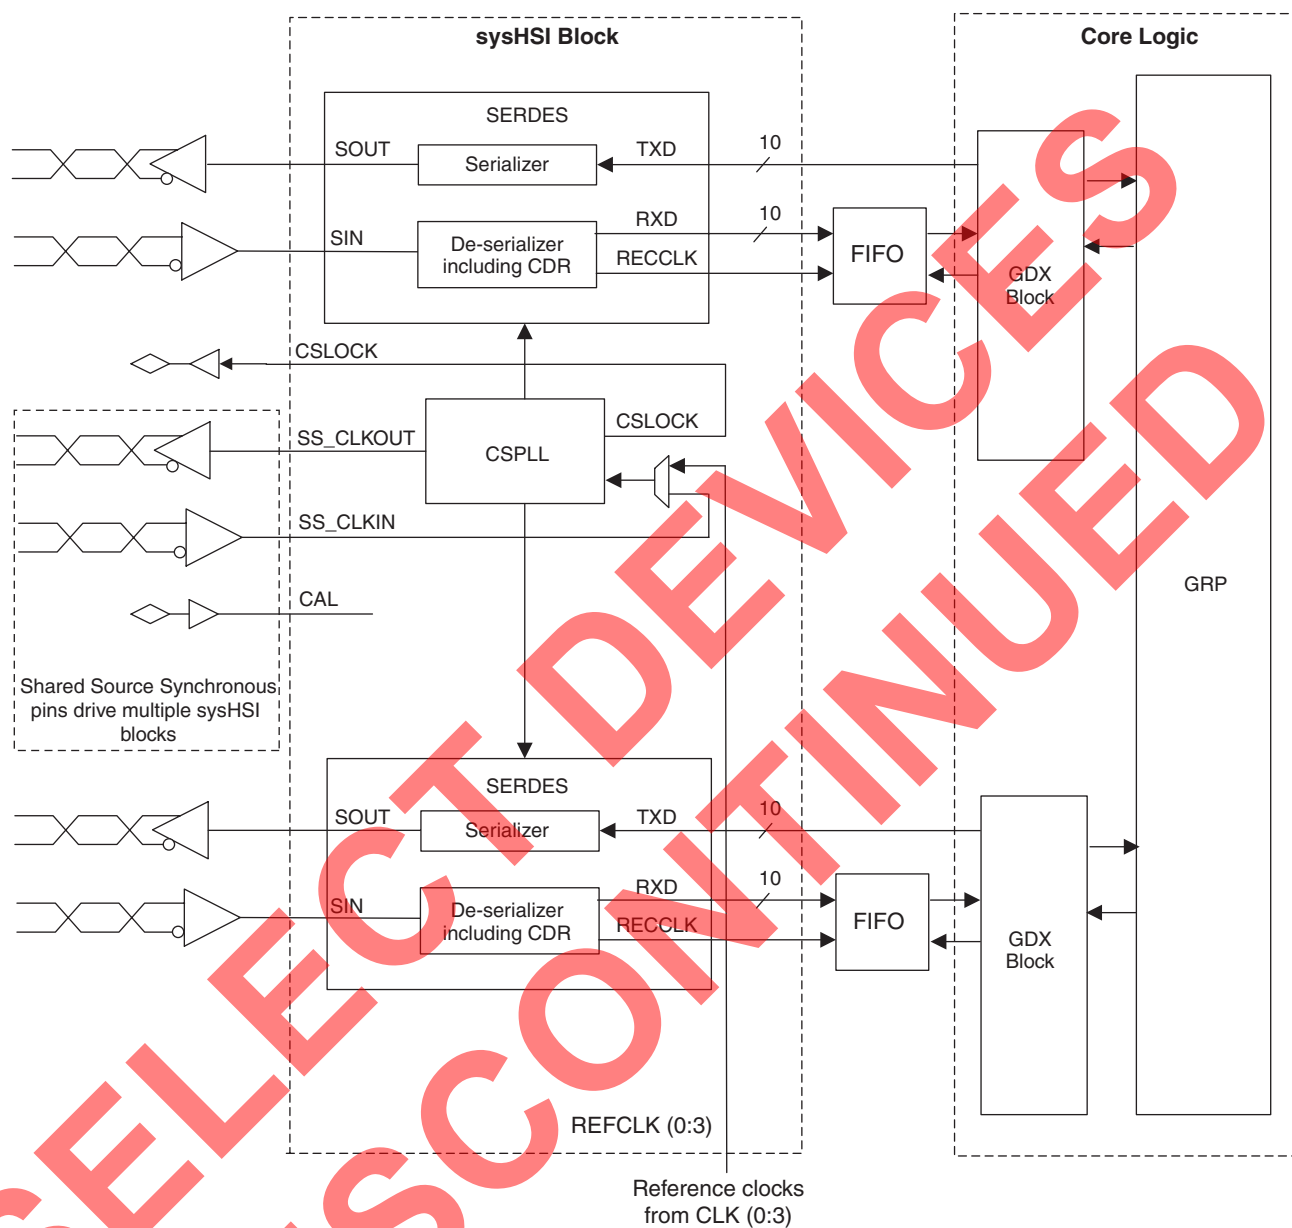 sysHSI Block
Core Logic
SERDES
SOUT
Serializer
TXD
10
SIN
De-serializer
including CDR
RXD
10
RECCLK
FIFO
GDX
Block
CSLOCK
CSLOCK
SS_CLKOUT
CSPLL
SS_CLKIN
CAL
GRP
Shared Source Synchronous
pins drive multiple sysHSI
blocks
SERDES
SOUT
Serializer
TXD
10
SIN
De-serializer
including CDR
RXD
10
RECCLK
FIFO
GDX
Block
REFCLK (0:3)
Reference clocks
from CLK (0:3)
SELECT DEVICES
DISCONTINUED